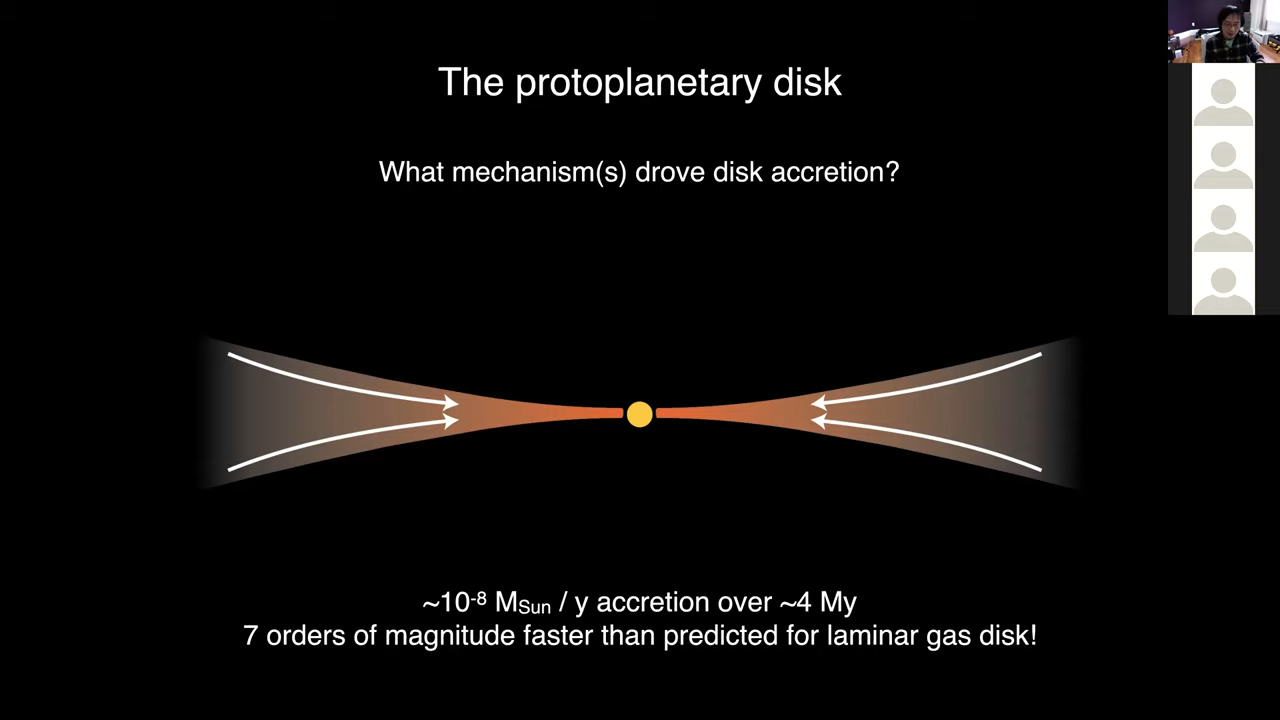 The protoplanetary disk
What mechanism(s) drove disk accretion?
~10⁻⁸ M_Sun / y accretion over ~4 My
7 orders of magnitude faster than predicted for laminar gas disk!